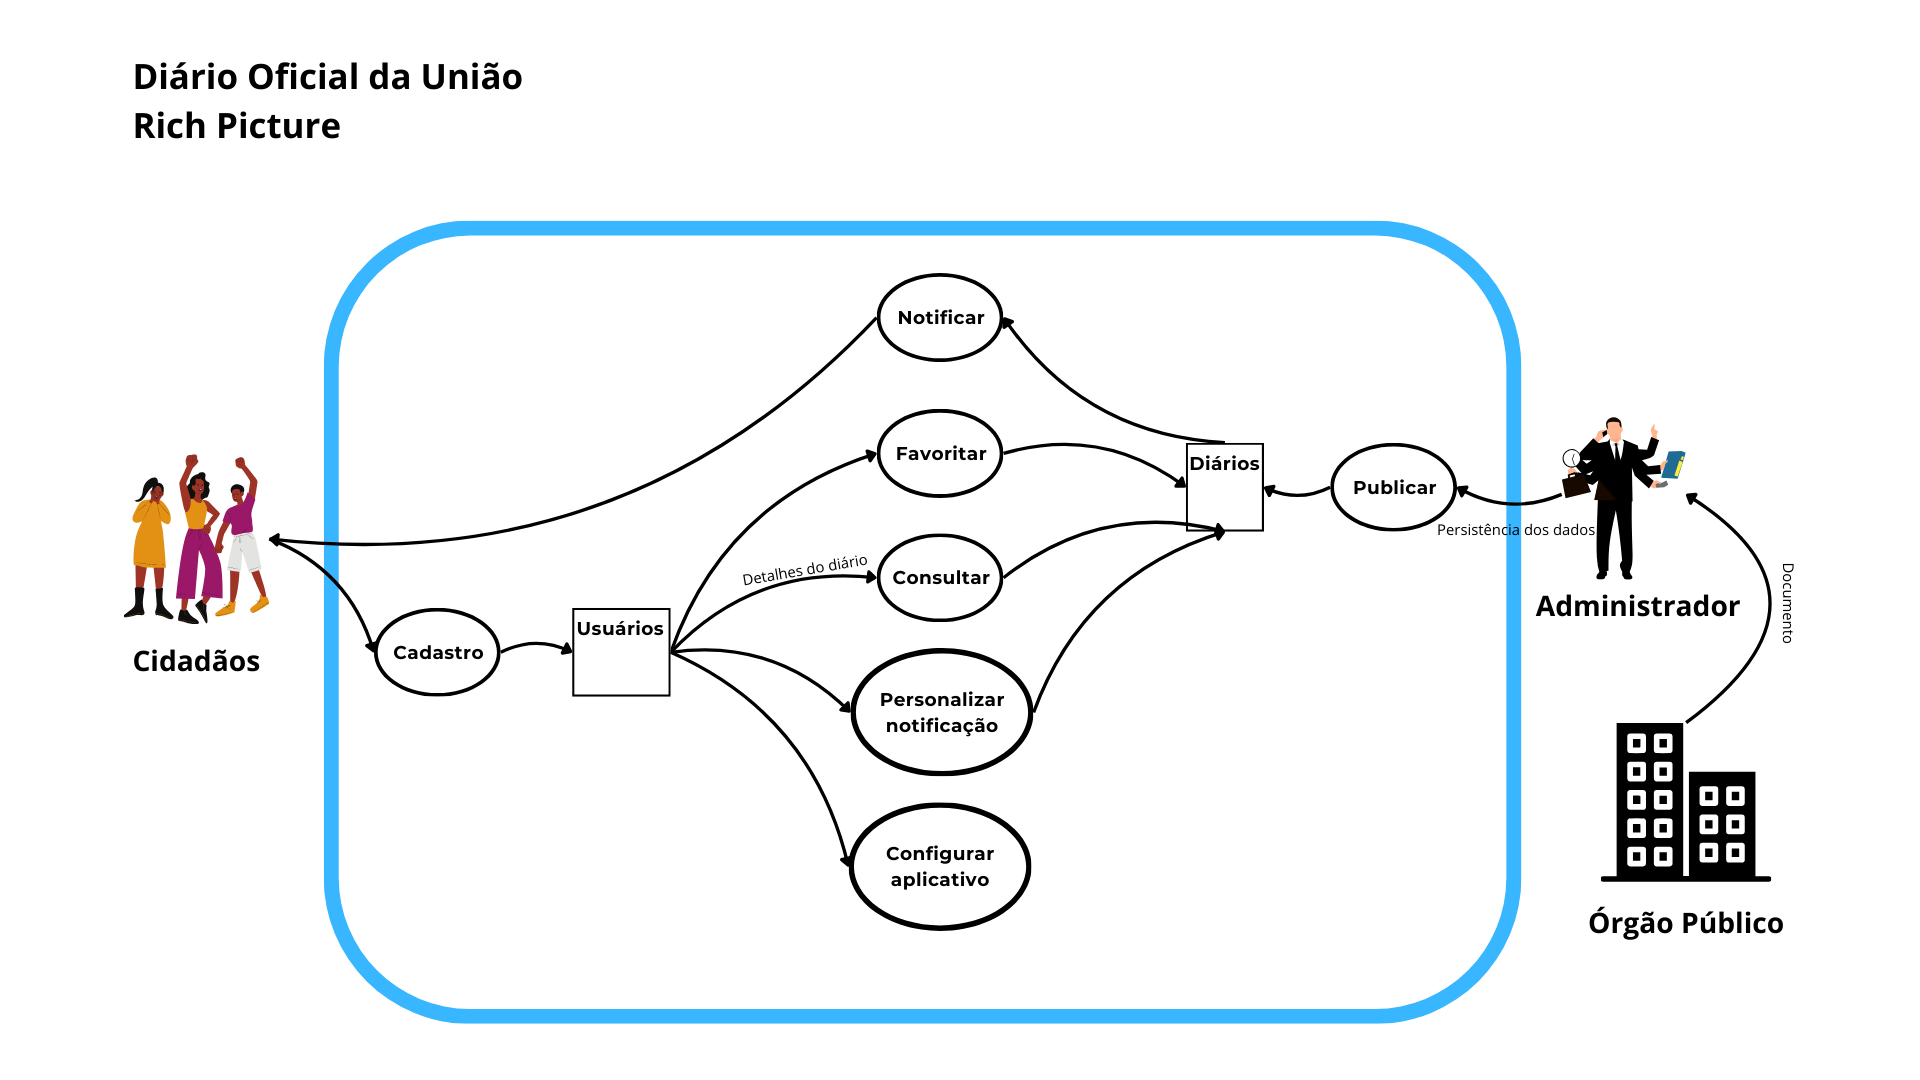 Diário Oficial da União
Rich Picture
Notificar
Favoritar
Diários
Publicar
Persistência dos dados
Detalhes do diário
Consultar
Documento
Administrador
Usuários
Cadastro
Cidadãos
Personalizar
notificação
Configurar
aplicativo
Órgão Público